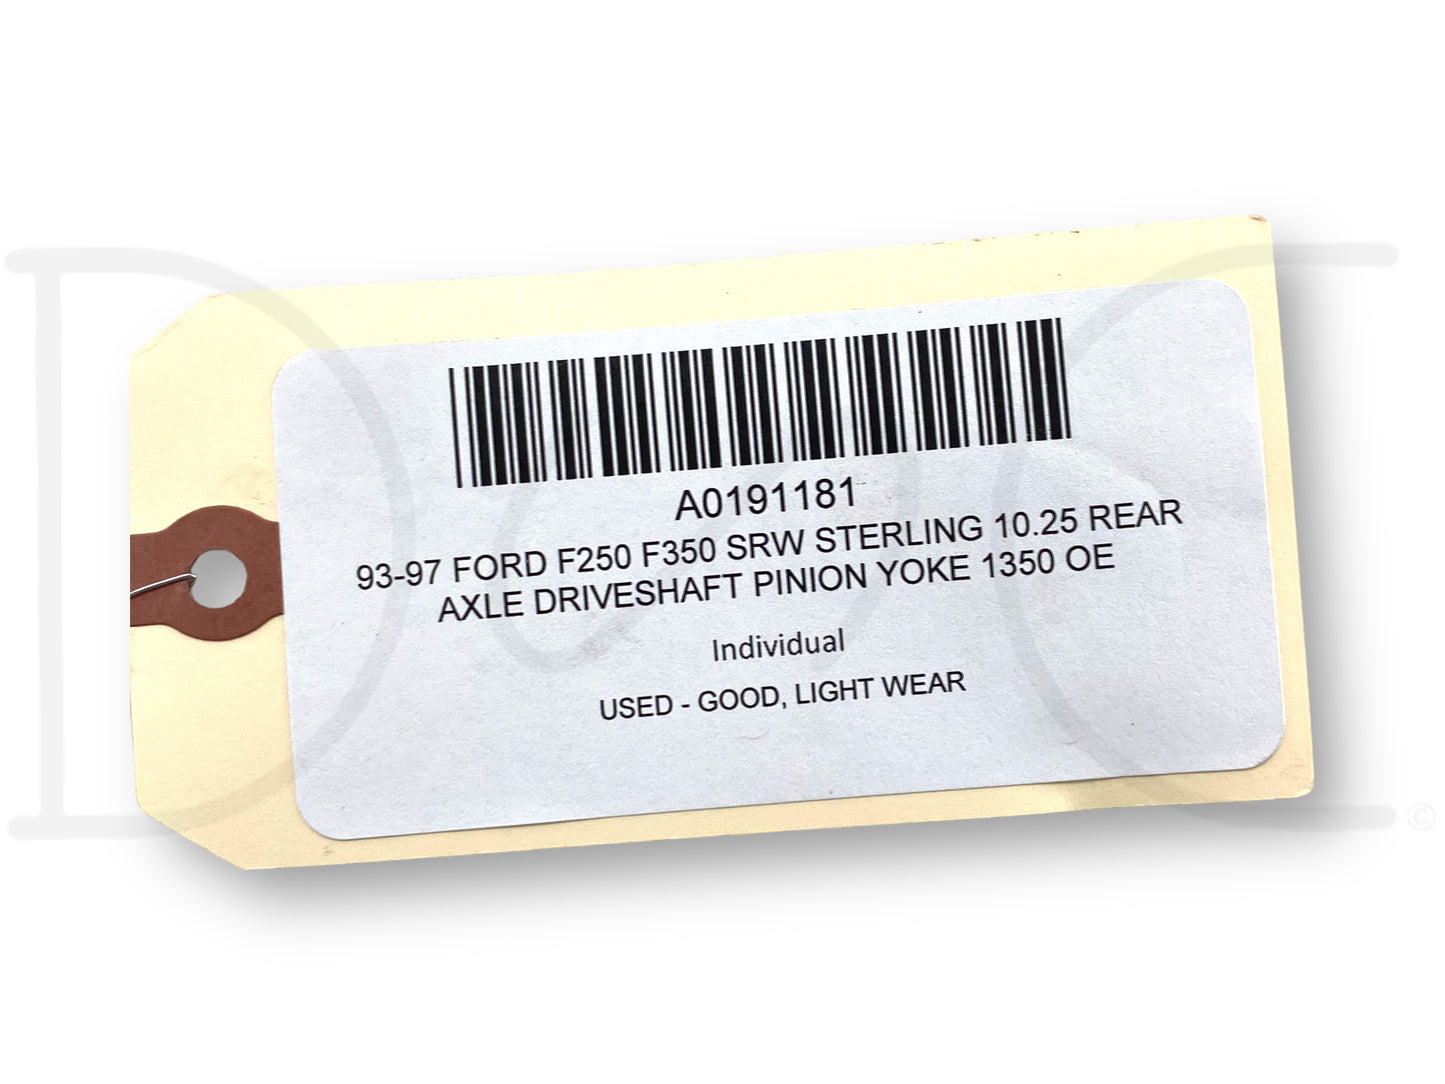 A0191181
93-97 FORD F250 F350 SRW STERLING 10.25 REAR
AXLE DRIVESHAFT PINION YOKE 1350 OE
Individual
USED - GOOD, LIGHT WEAR
©